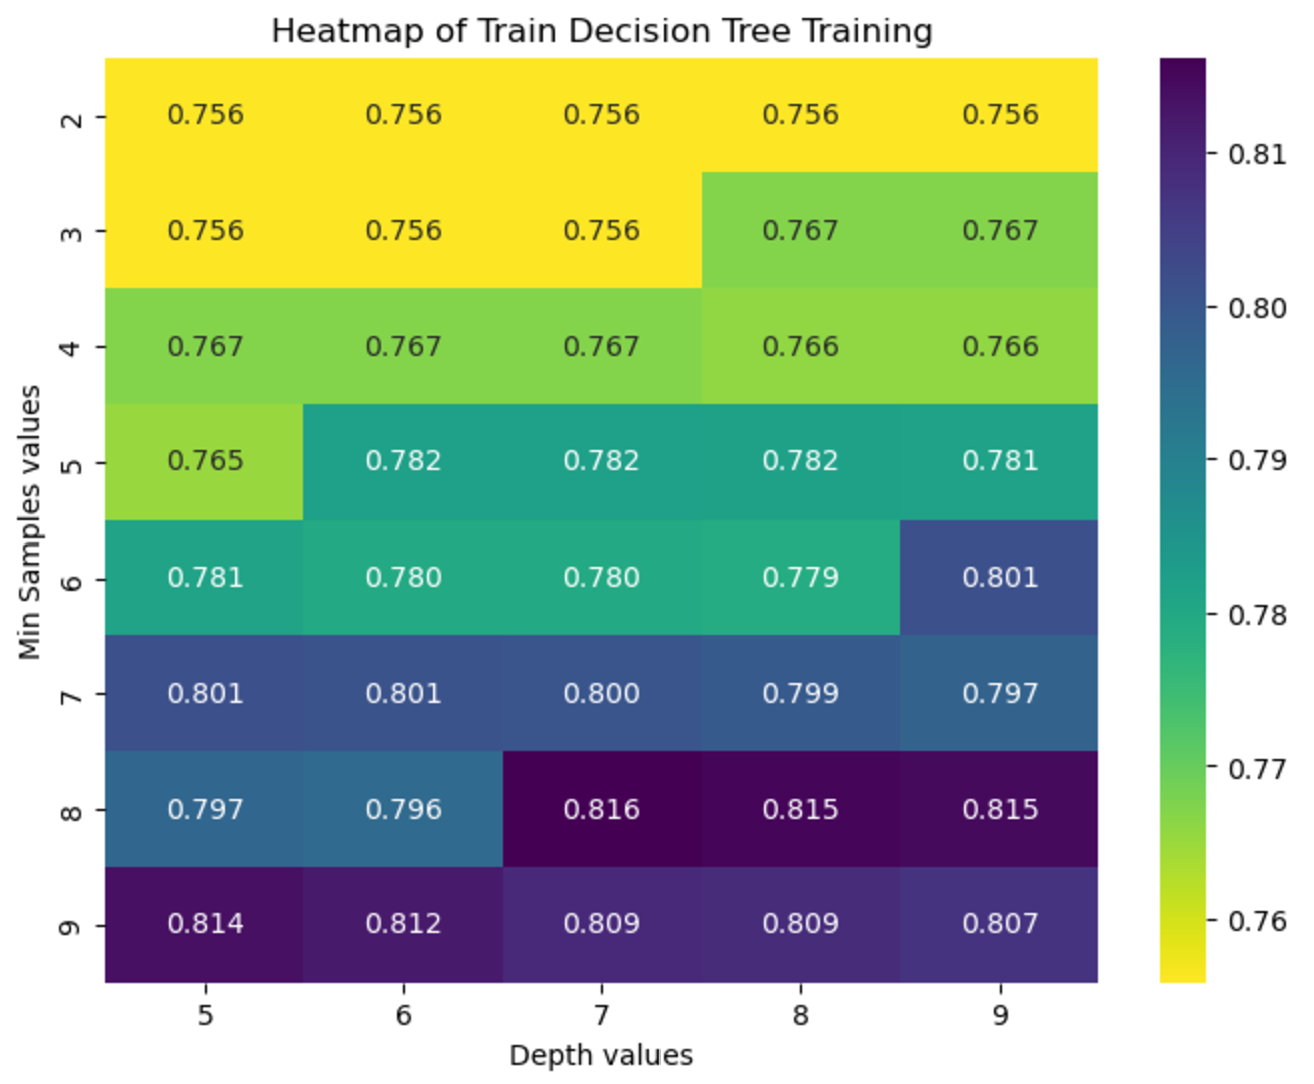 Heatmap of Train Decision Tree Training
Min Samples values
2 0.756 0.756 0.756 0.756 0.756
3 0.756 0.756 0.756 0.767 0.767
4 0.767 0.767 0.767 0.766 0.766
5 0.765 0.782 0.782 0.782 0.781
6 0.781 0.780 0.780 0.779 0.801
7 0.801 0.801 0.800 0.799 0.797
8 0.797 0.796 0.816 0.815 0.815
9 0.814 0.812 0.809 0.809 0.807
5 6 7 8 9
Depth values
0.81
0.80
0.79
0.78
0.77
0.76